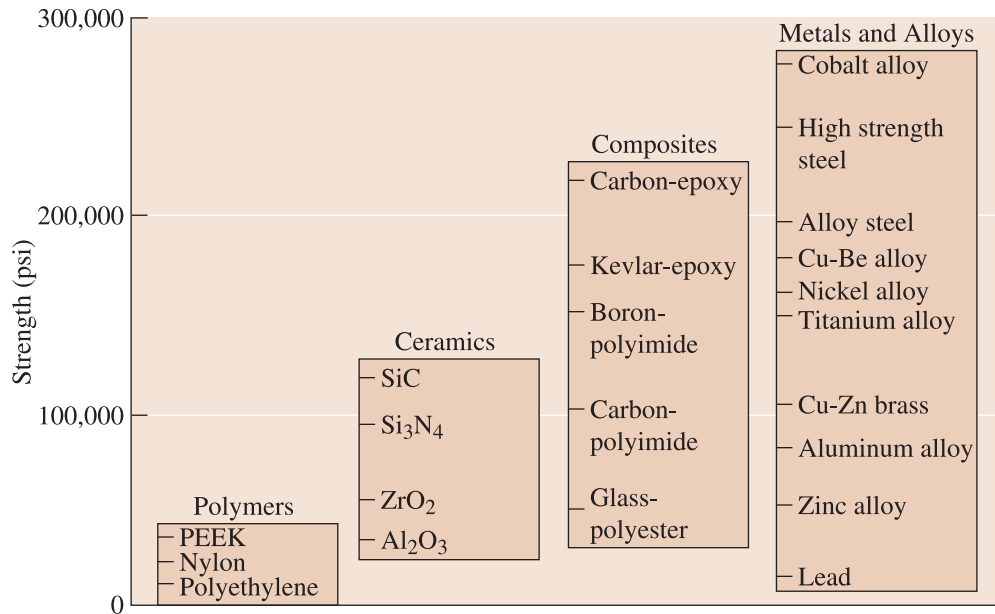 300,000
200,000
100,000
0
Strength (psi)
Polymers
PEEK
Nylon
Polyethylene
Ceramics
SiC
Si₃N₄
ZrO₂
Al₂O₃
Composites
Carbon-epoxy
Kevlar-epoxy
Boron-
polyimide
Carbon-
polyimide
Glass-
polyester
Metals and Alloys
Cobalt alloy
High strength
steel
Alloy steel
Cu-Be alloy
Nickel alloy
Titanium alloy
Cu-Zn brass
Aluminum alloy
Zinc alloy
Lead